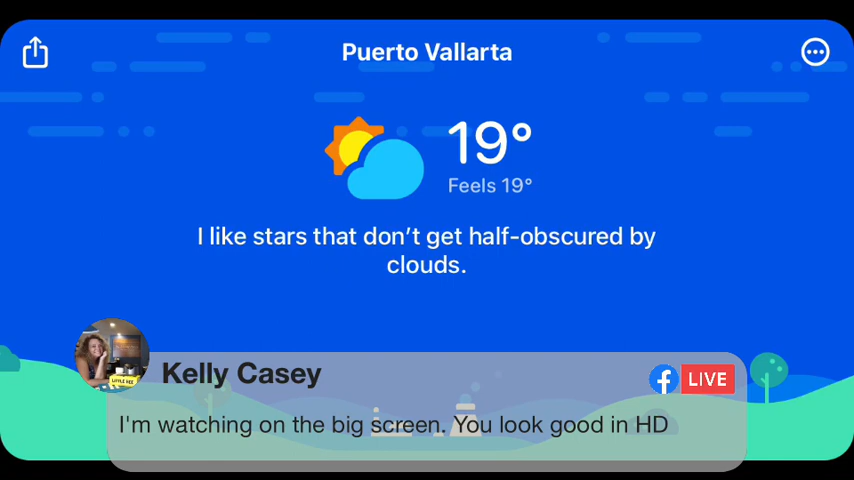 Puerto Vallarta
19°
Feels 19°
I like stars that don't get half-obscured by
clouds.
Kelly Casey
LIVE
I'm watching on the big screen. You look good in HD